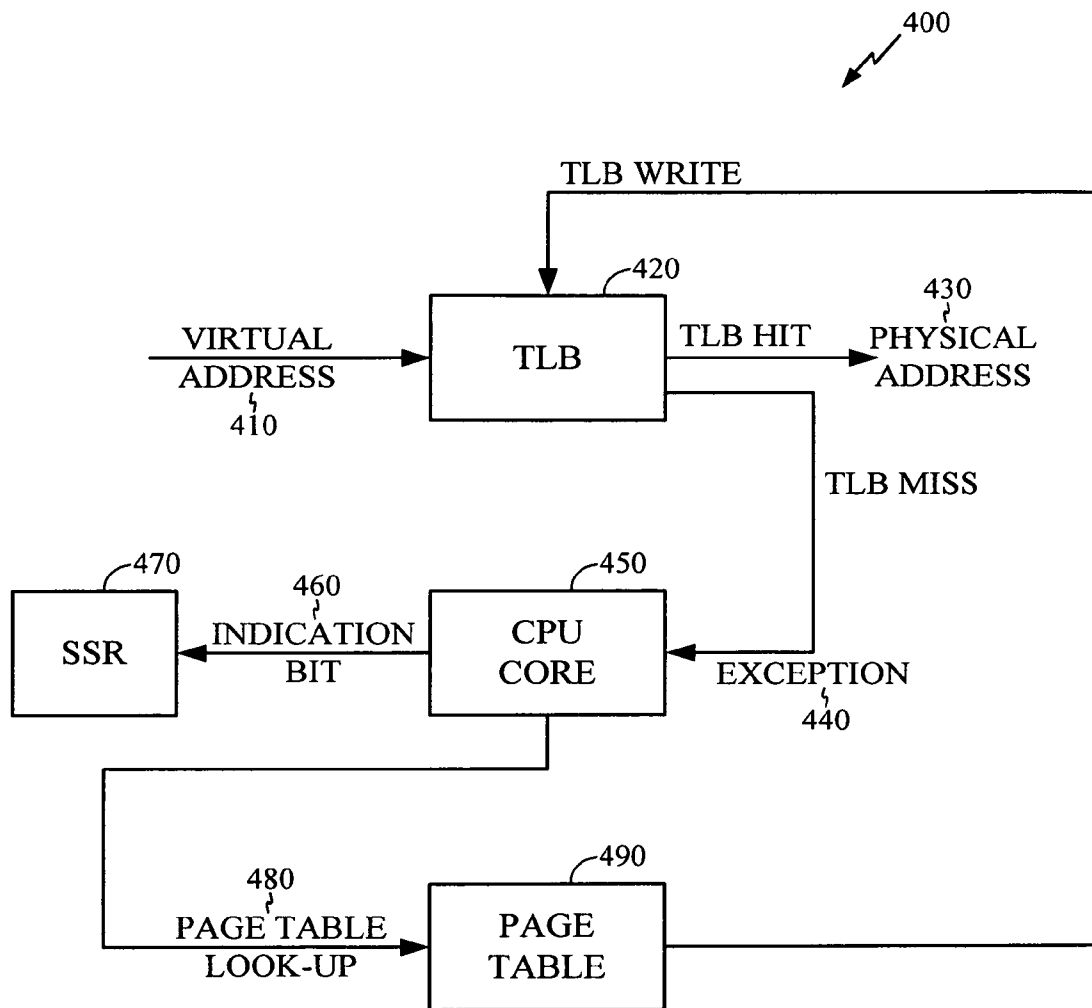 400
TLB WRITE
420
430
VIRTUAL
ADDRESS
410
TLB
TLB HIT
PHYSICAL
ADDRESS
TLB MISS
470
460
450
SSR
INDICATION
BIT
CPU
CORE
EXCEPTION
440
490
480
PAGE TABLE
LOOK-UP
PAGE
TABLE